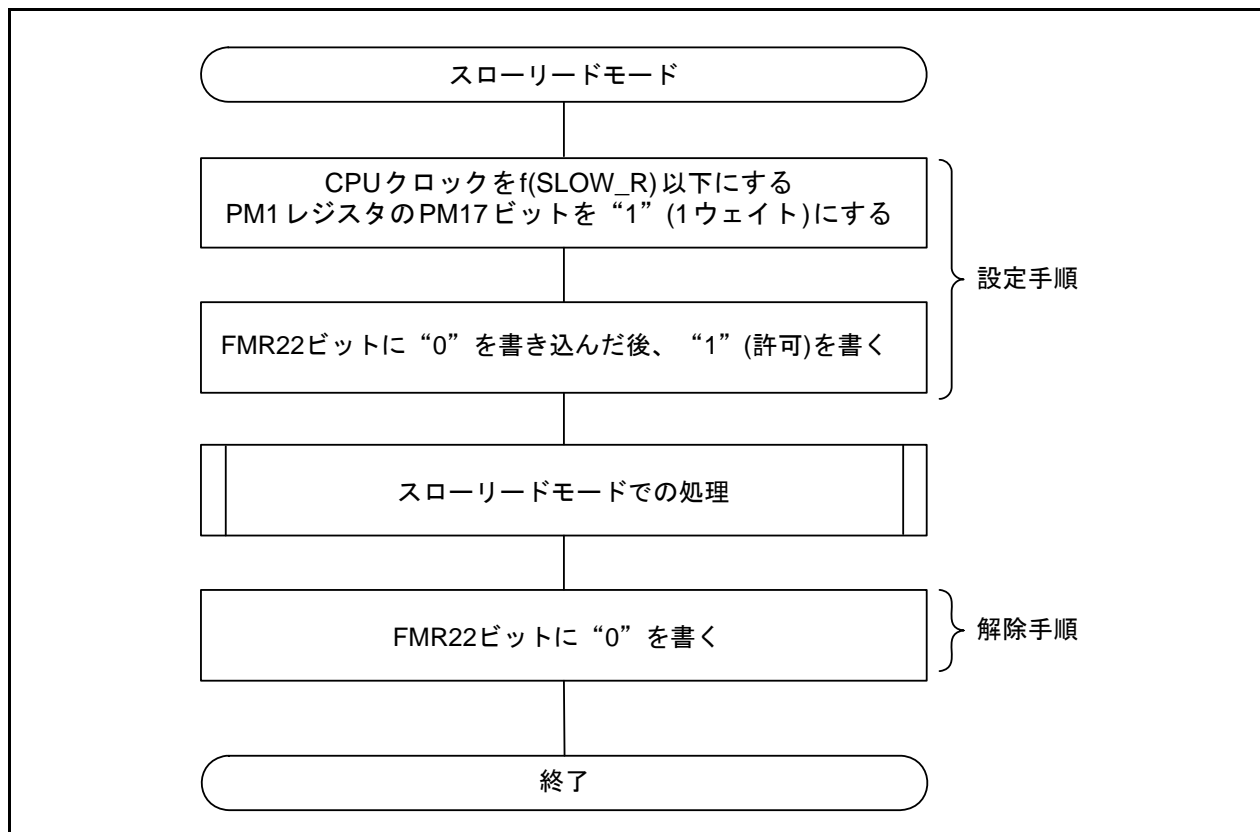 スローリードモード
CPUクロックをf(SLOW_R)以下にする
PM1レジスタのPM17ビットを“1”(1ウェイト)にする
設定手順
FMR22ビットに“0”を書き込んだ後、“1”(許可)を書く
スローリードモードでの処理
FMR22ビットに“0”を書く
解除手順
終了